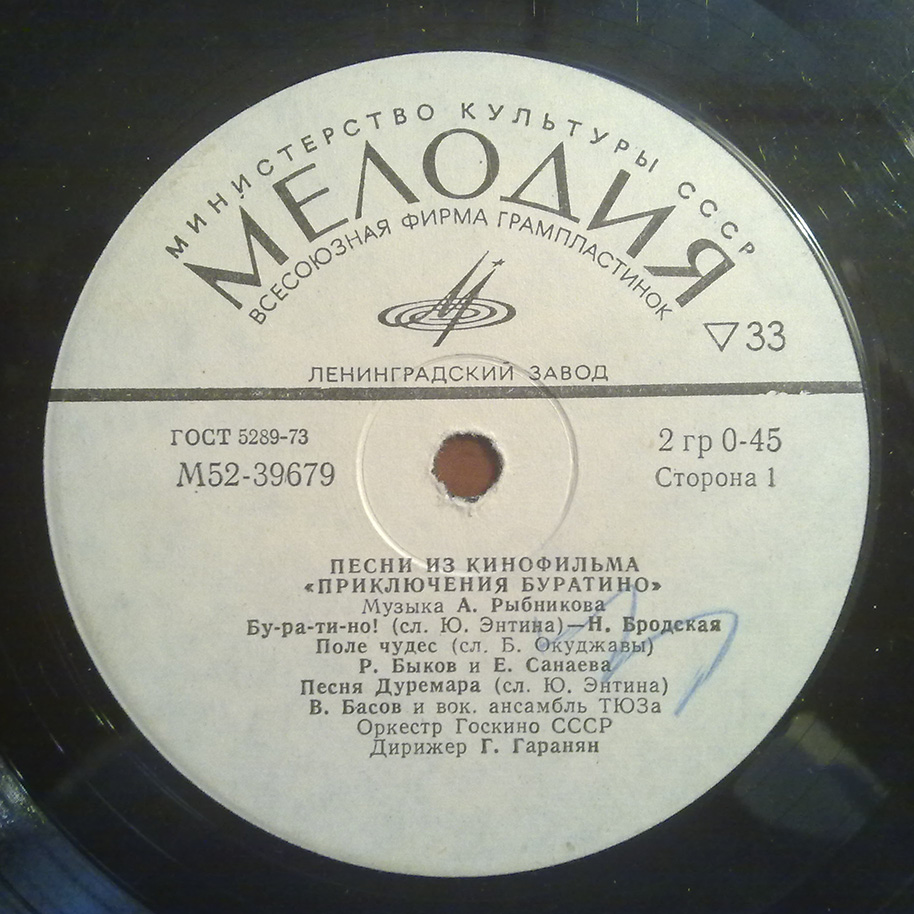 МИНИСТЕРСТВО КУЛЬТУРЫ СССР
МЕЛОДИЯ
ВСЕСОЮЗНАЯ ФИРМА ГРАМПЛАСТИНОК
33
ЛЕНИНГРАДСКИЙ ЗАВОД
ГОСТ 5289-73
2 гр 0-45
М52-39679
Сторона 1
ПЕСНИ ИЗ КИНОФИЛЬМА
«ПРИКЛЮЧЕНИЯ БУРАТИНО»
Музыка А. Рыбникова
Бу-ра-ти-но! (сл. Ю. Энтина)—Н. Бродская
Поле чудес (сл. Б. Окуджавы)
Р. Быков и Е. Санаева
Песня Дуремара (сл. Ю. Энтина)
В. Басов и вок. ансамбль ТЮЗа
Оркестр Госкино СССР
Дирижер Г. Гаранян